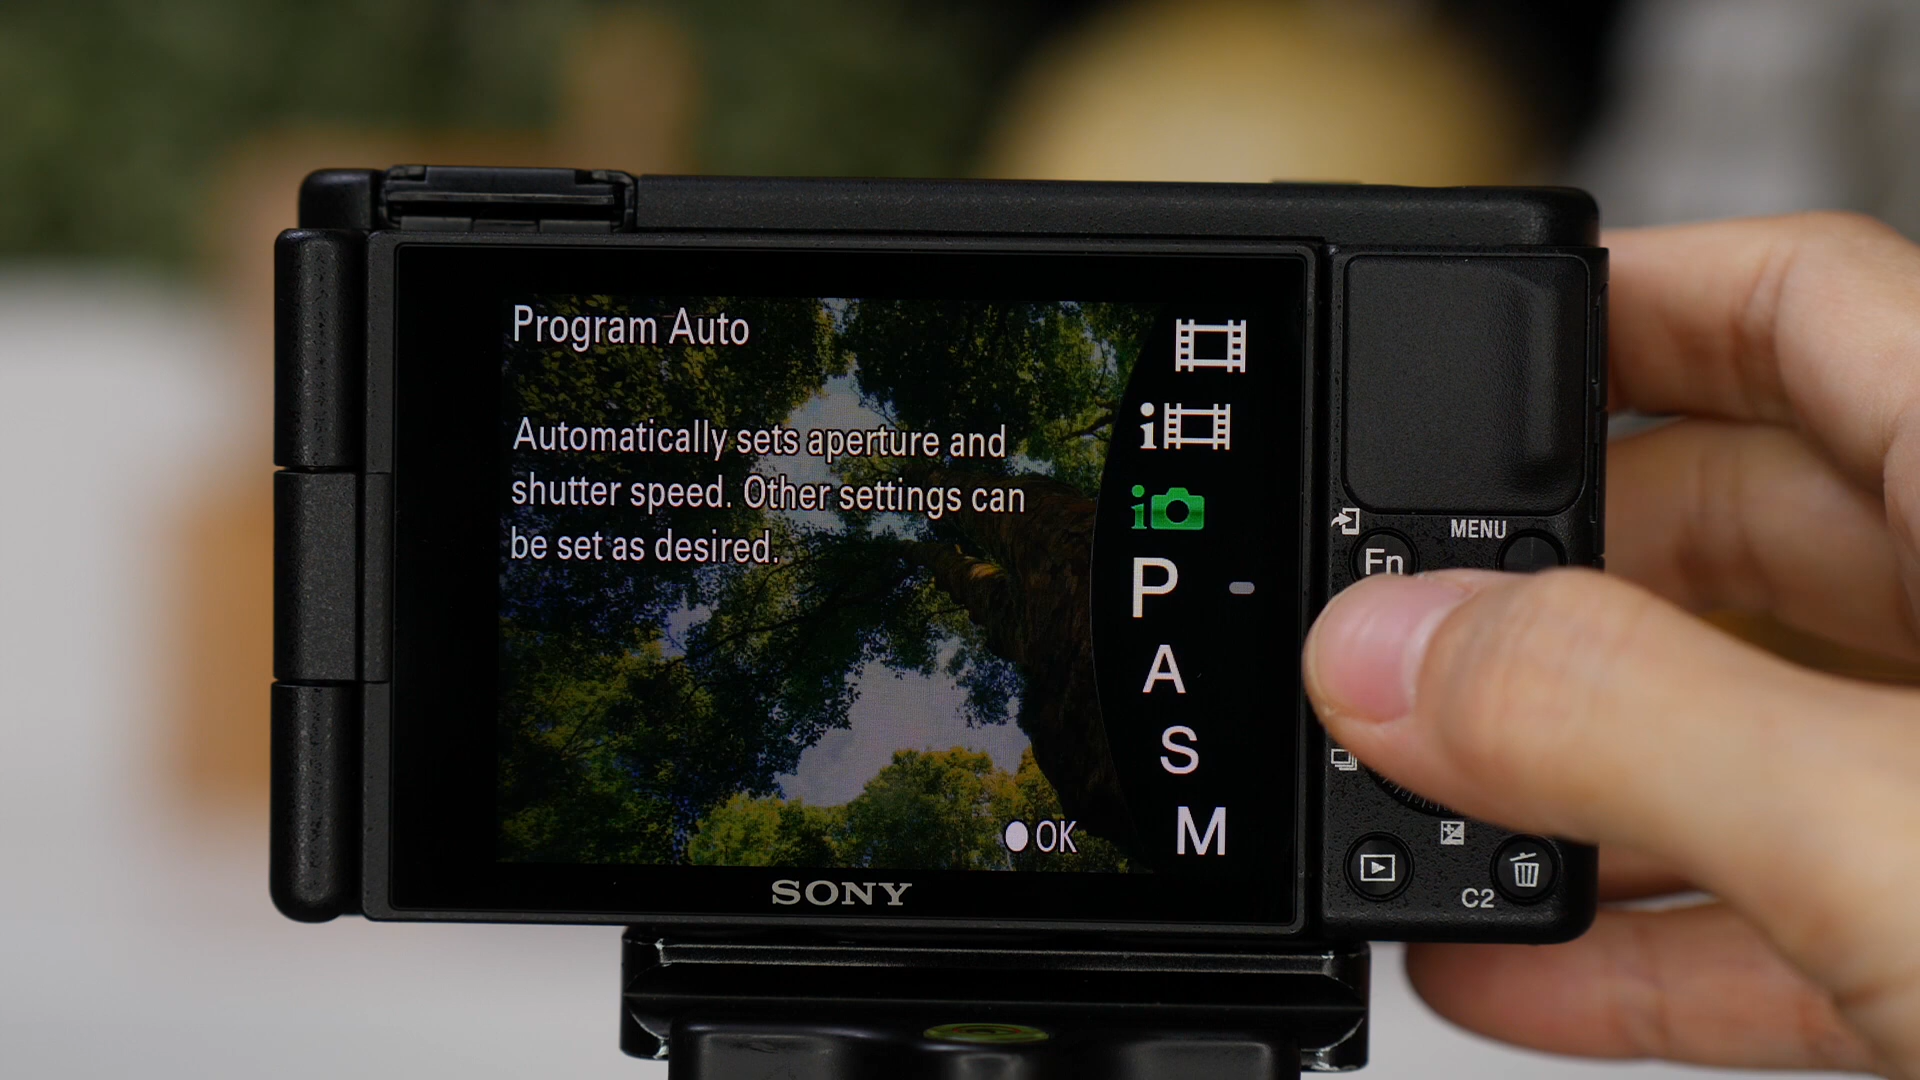 Program Auto
Automatically sets aperture and
shutter speed. Other settings can
be set as desired.
i
i
P
A
S
M
OK
SONY
MENU
Fn
C2